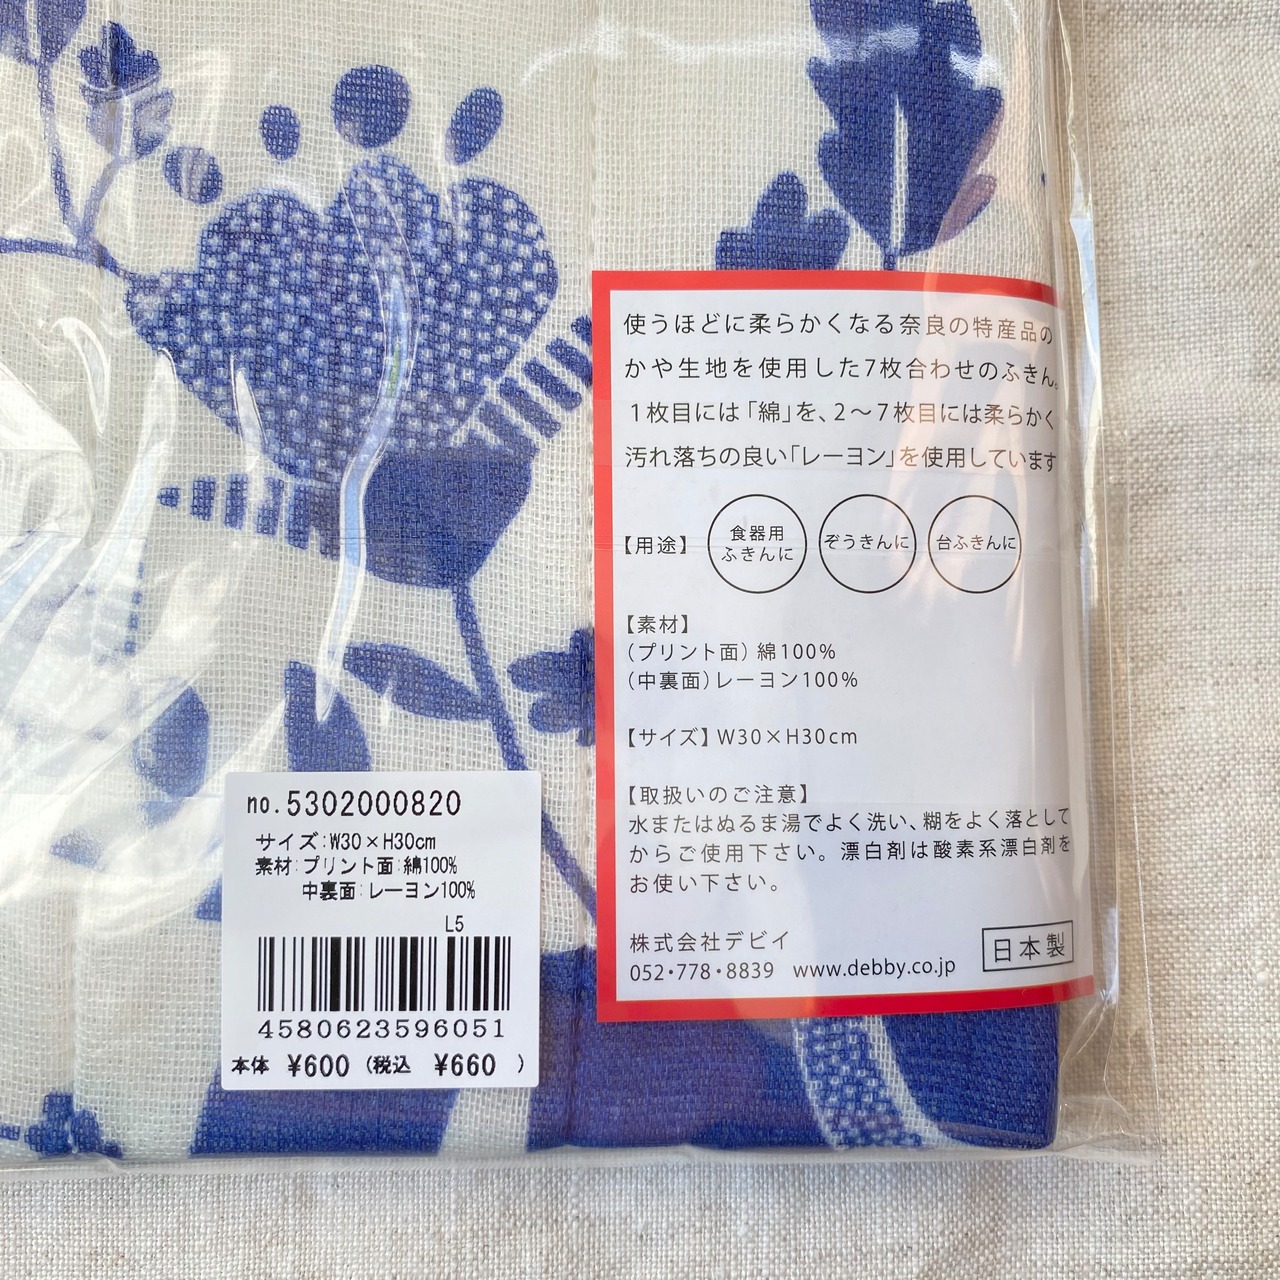 使うほどに柔らかくなる奈良の特産品の
かや生地を使用した7枚合わせのふきん。
1枚目には「綿」を、2〜7枚目には柔らかく
汚れ落ちの良い「レーヨン」を使用しています
【用途】
食器用
ふきんに
ぞうきんに
台ふきんに
【素材】
(プリント面) 綿100%
(中裏面)レーヨン100%
【サイズ】W30×H30cm
【取扱いのご注意】
水またはぬるま湯でよく洗い、糊をよく落として
からご使用下さい。漂白剤は酸素系漂白剤を
お使い下さい。
株式会社デビイ
052・778・8839 www.debby.co.jp
日本製
no.5302000820
サイズ:W30×H30cm
素材:プリント面:綿100%
中裏面:レーヨン100%
L5
4580623596051
本体 ¥600 (税込 ¥660 )